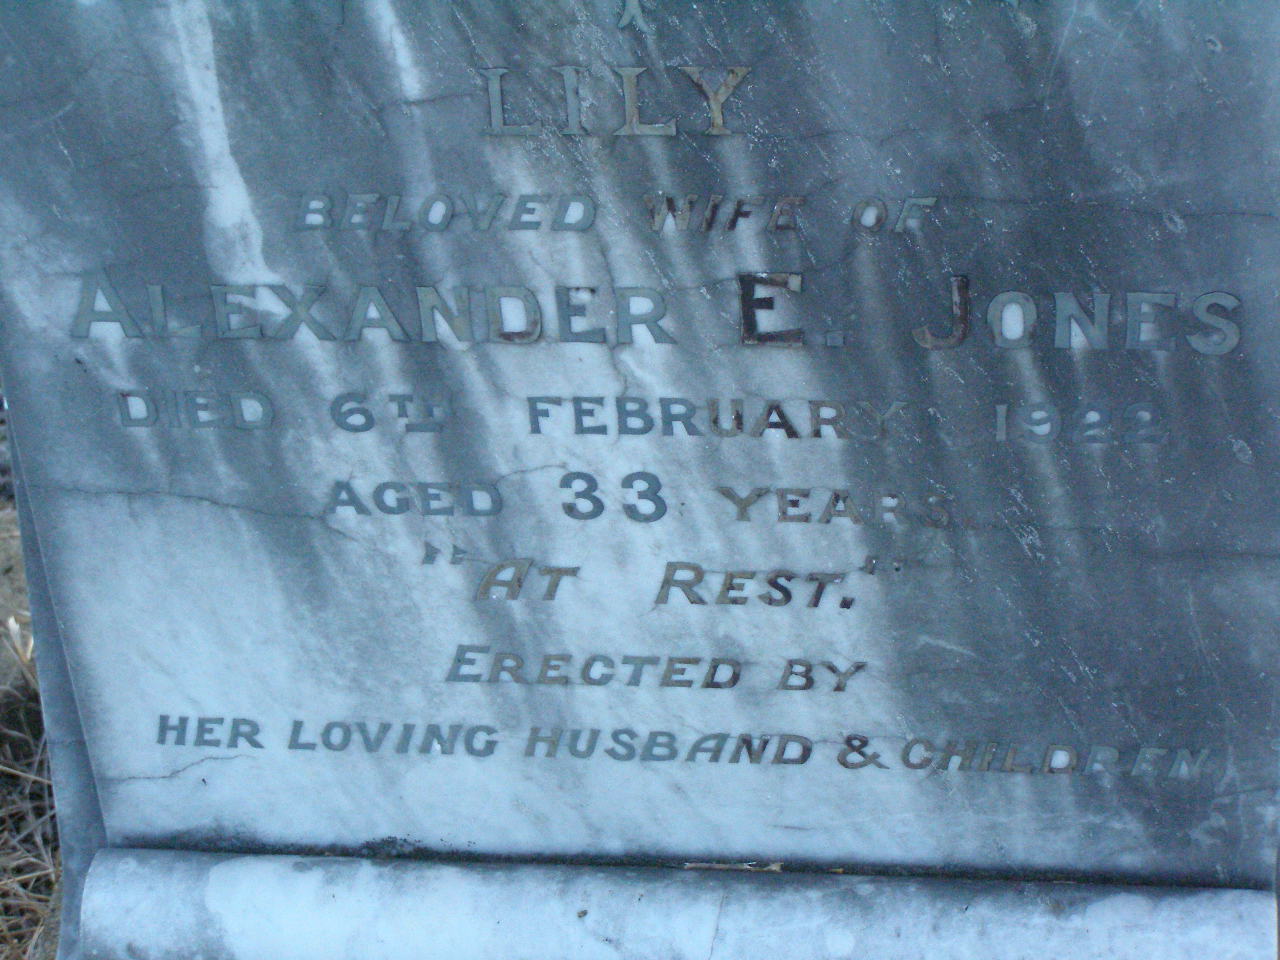 LILY
BELOVED WIFE OF
ALEXANDER E. JONES
DIED 6TH FEBRUARY 1922
AGED 33 YEARS.
"AT REST."
ERECTED BY
HER LOVING HUSBAND & CHILDREN